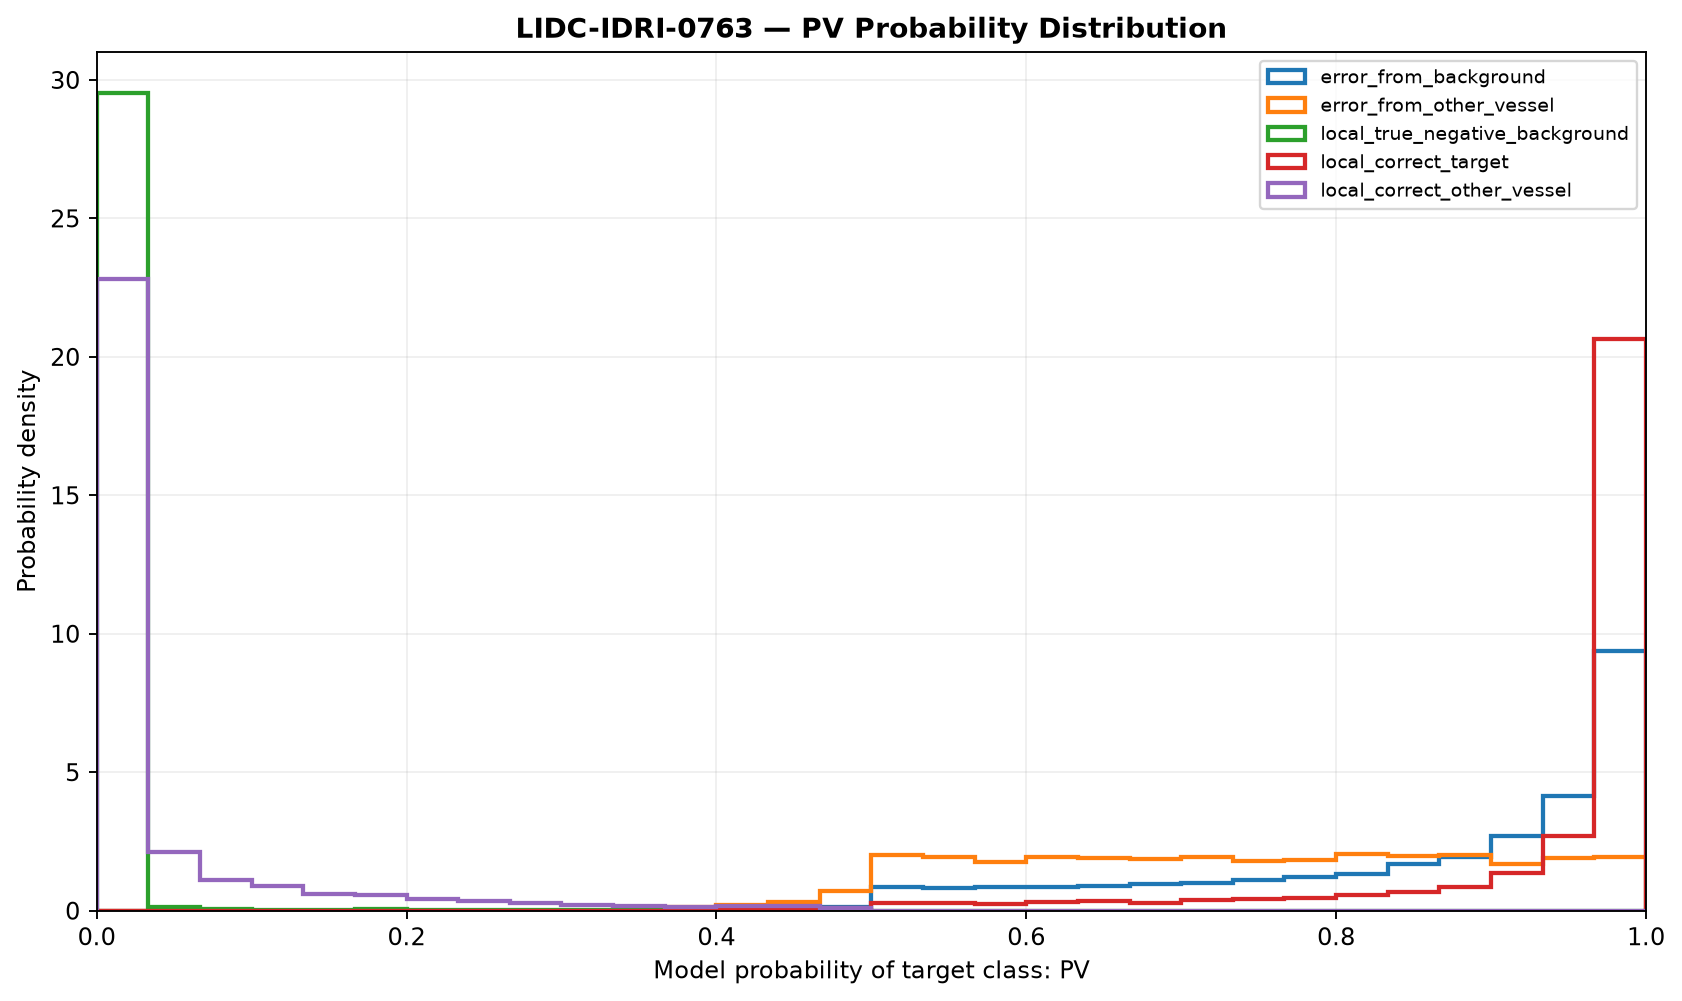 LIDC-IDRI-0763 — PV Probability Distribution
error_from_background
error_from_other_vessel
local_true_negative_background
local_correct_target
local_correct_other_vessel
Probability density
30
25
20
15
10
5
0
0.0 0.2 0.4 0.6 0.8 1.0
Model probability of target class: PV